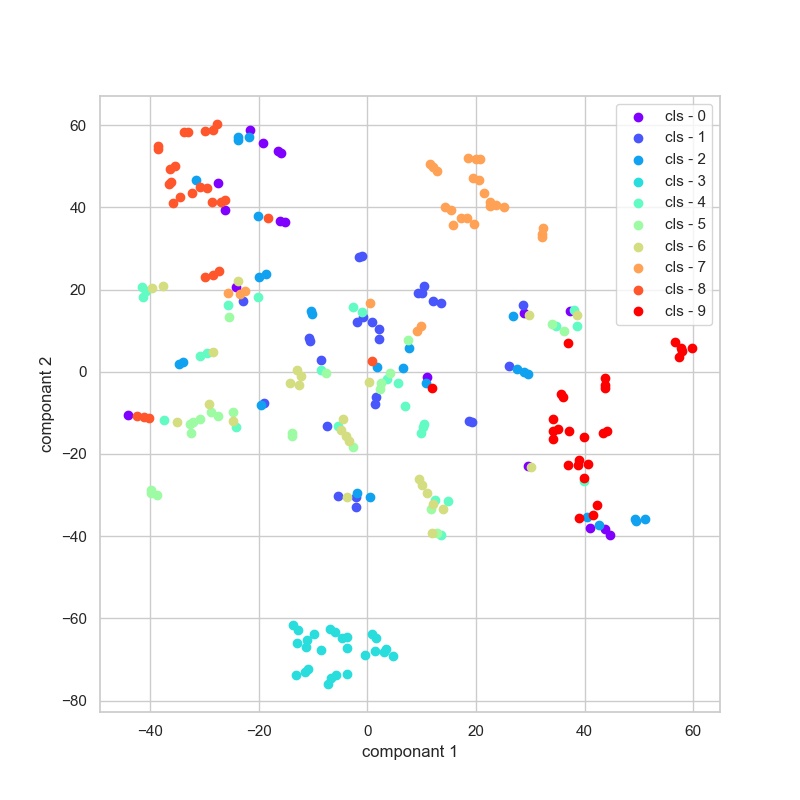 cls - 0
cls - 1
cls - 2
cls - 3
cls - 4
cls - 5
cls - 6
cls - 7
cls - 8
cls - 9
60
40
20
0
−20
−40
−60
−80
componant 2
−40
−20
0
20
40
60
componant 1